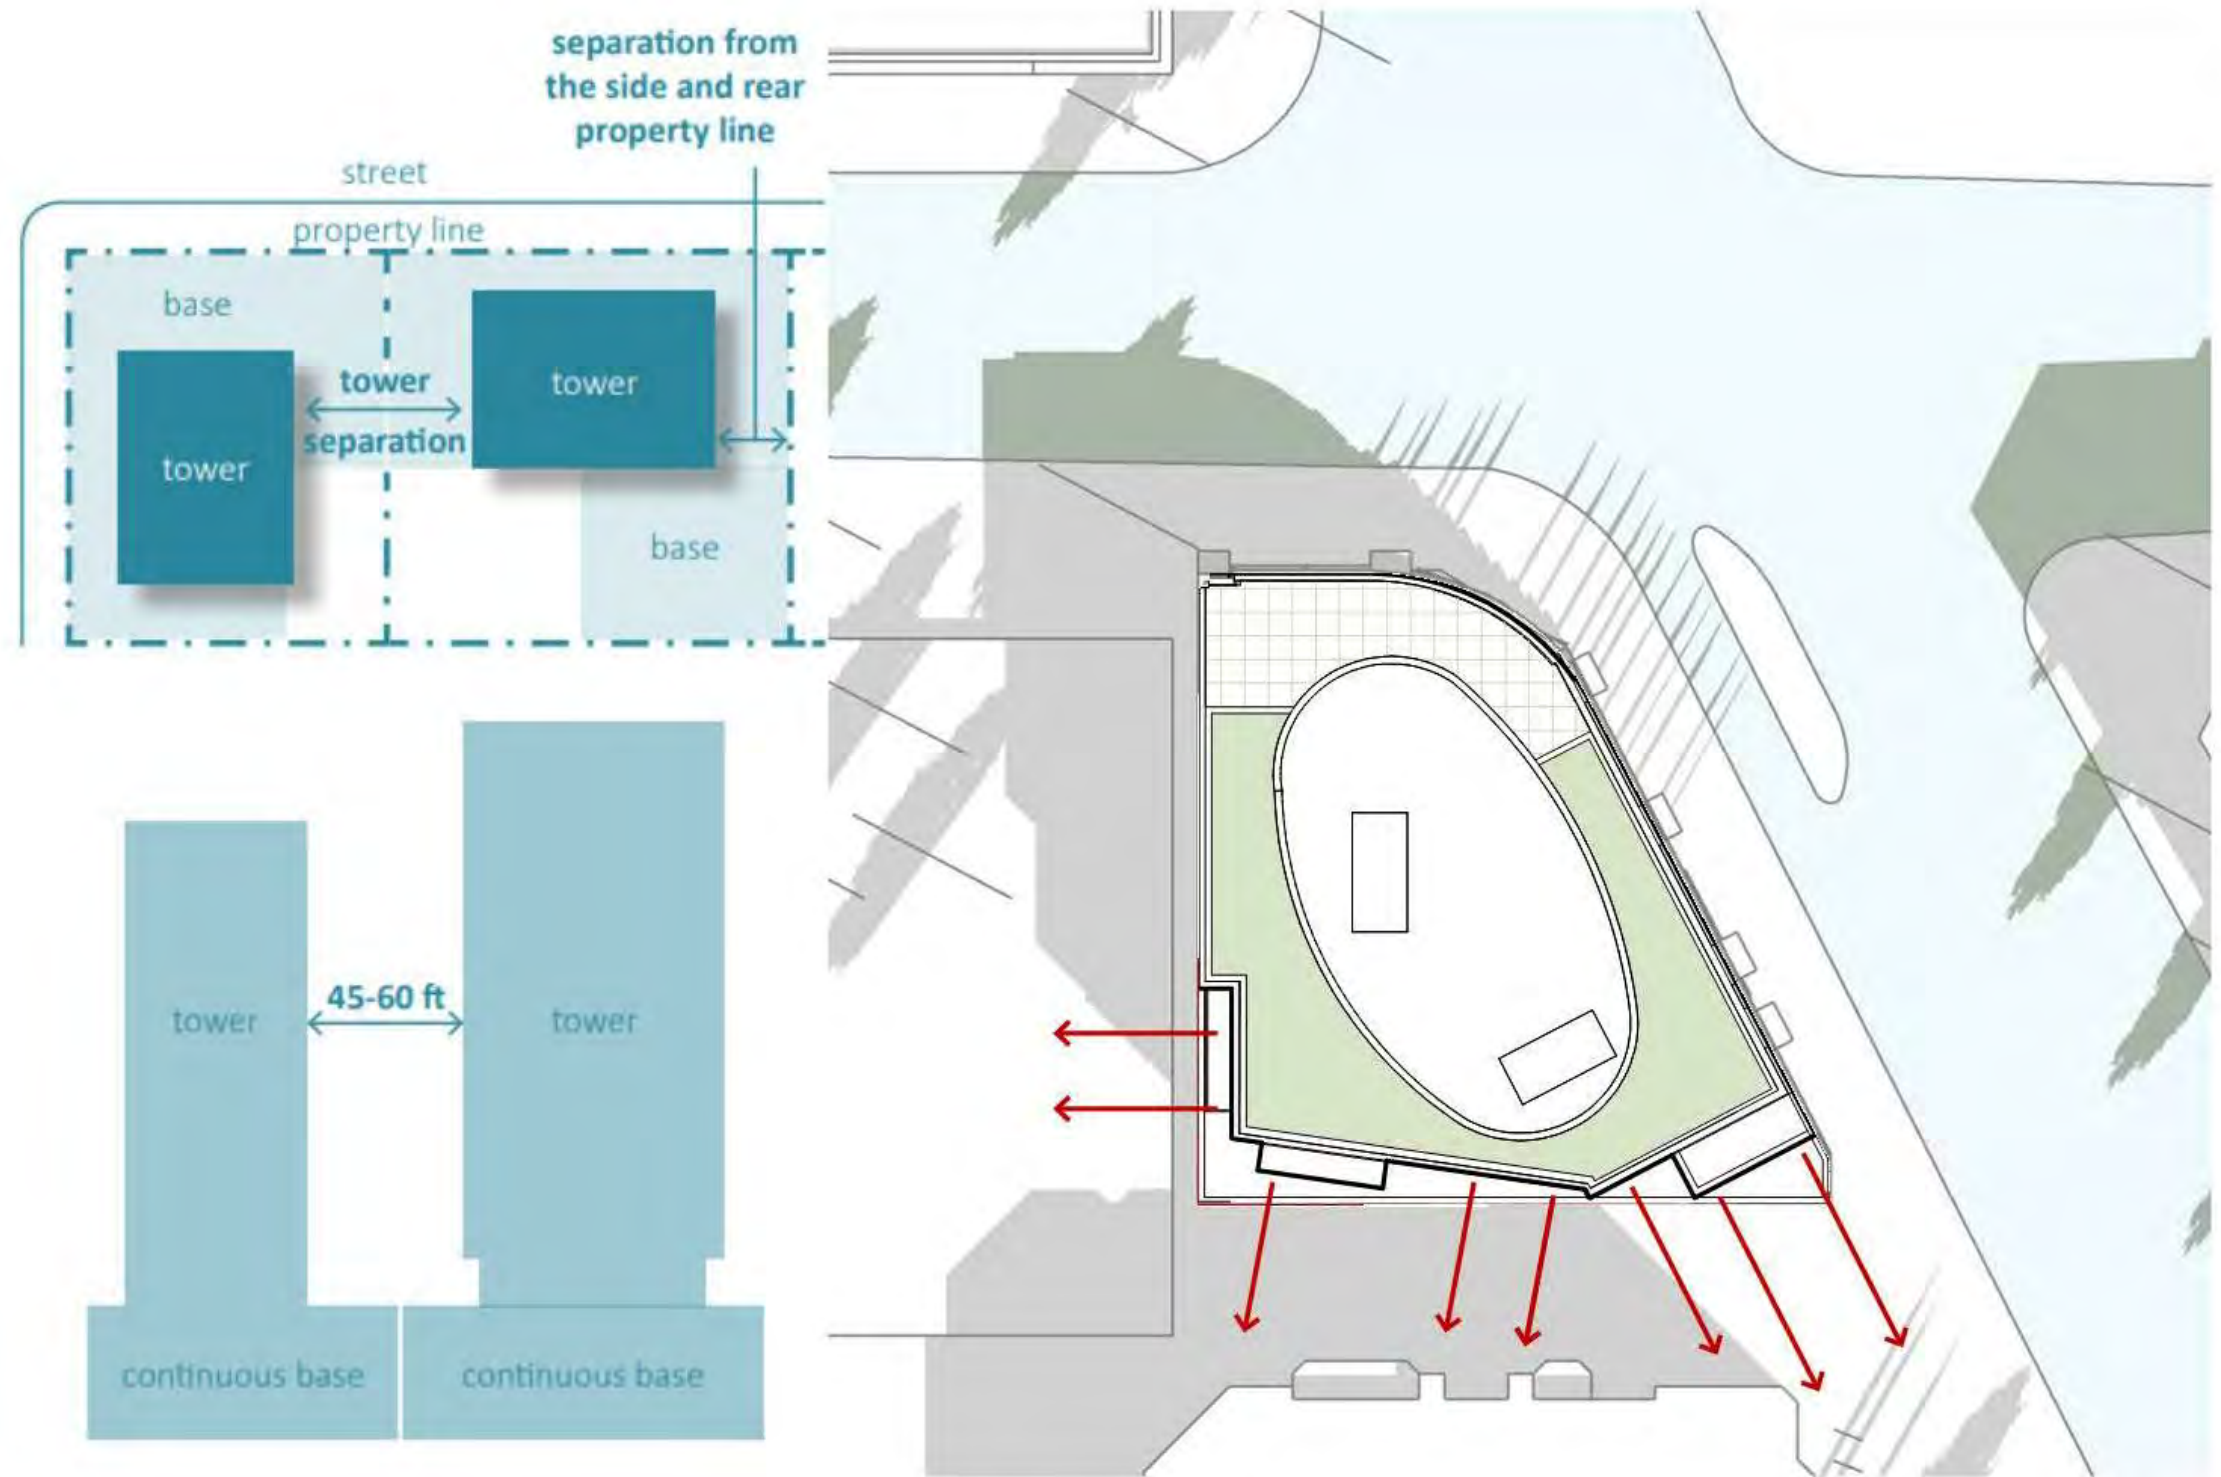 separation from
the side and rear
property line
street
property line
base
tower
tower
separation
tower
base
45-60 ft
tower
tower
continuous base
continuous base